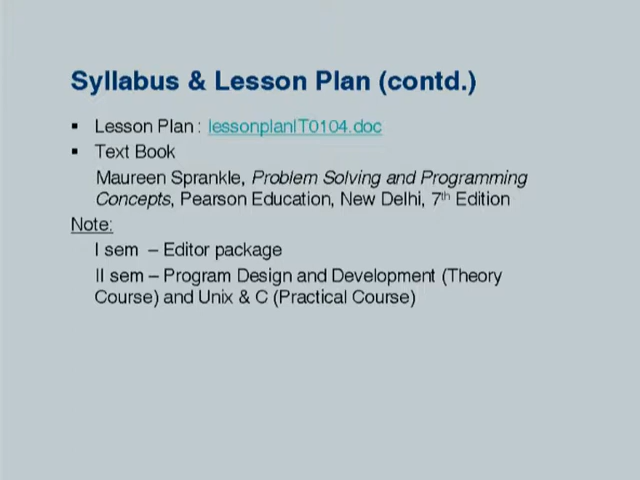 Syllabus & Lesson Plan (contd.)
▪ Lesson Plan : lessonplanIT0104.doc
▪ Text Book
Maureen Sprankle, Problem Solving and Programming
Concepts, Pearson Education, New Delhi, 7th Edition
Note:
I sem – Editor package
II sem – Program Design and Development (Theory
Course) and Unix & C (Practical Course)